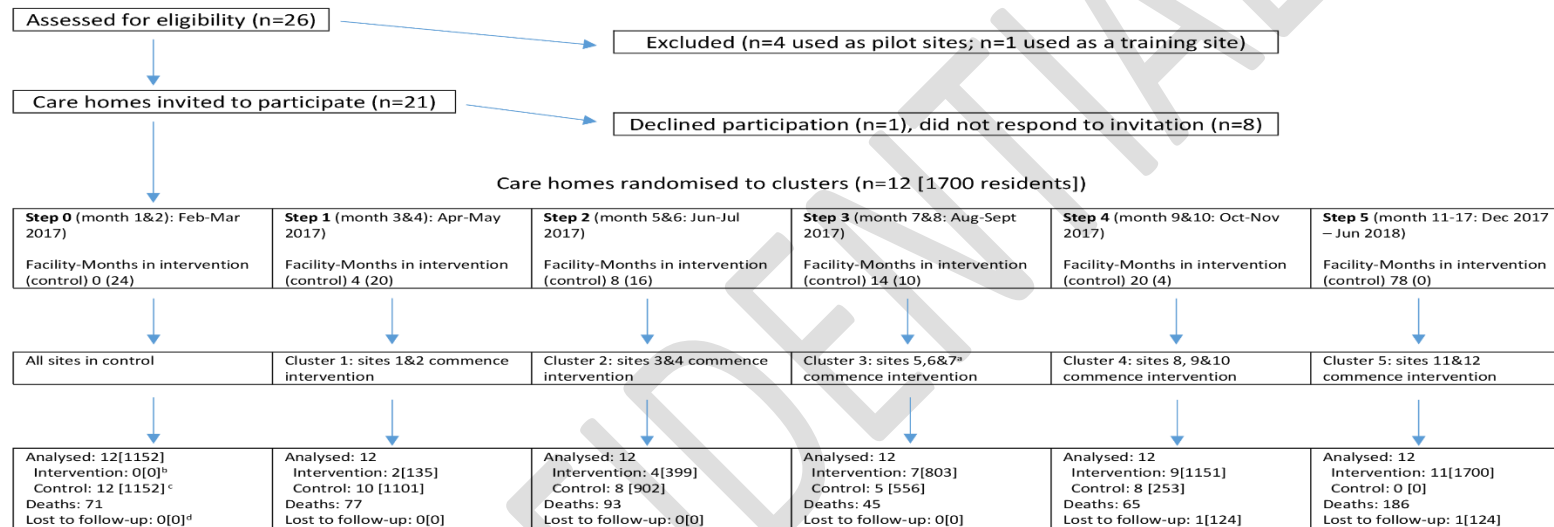 Assessed for eligibility (n=26)
Excluded (n=4 used as pilot sites; n=1 used as a training site)
Care homes invited to participate (n=21)
Declined participation (n=1), did not respond to invitation (n=8)
Care homes randomised to clusters (n=12 [1700 residents])
Step 0 (month 1&2): Feb-Mar
2017)
Facility-Months in intervention
(control) 0 (24)
Step 1 (month 3&4): Apr-May
2017)
Facility-Months in intervention
(control) 4 (20)
Step 2 (month 5&6: Jun-Jul
2017)
Facility-Months in intervention
(control) 8 (16)
Step 3 (month 7&8: Aug-Sept
2017)
Facility-Months in intervention
(control) 14 (10)
Step 4 (month 9&10: Oct-Nov
2017)
Facility-Months in intervention
(control) 20 (4)
Step 5 (month 11-17: Dec 2017
– Jun 2018)
Facility-Months in intervention
(control) 78 (0)
All sites in control
Cluster 1: sites 1&2 commence
intervention
Cluster 2: sites 3&4 commence
intervention
Cluster 3: sites 5,6&7ᵃ
commence intervention
Cluster 4: sites 8, 9&10
commence intervention
Cluster 5: sites 11&12
commence intervention
Analysed: 12[1152]
Intervention: 0[0]ᵇ
Control: 12 [1152] ᶜ
Deaths: 71
Lost to follow-up: 0[0]ᵈ
Analysed: 12
Intervention: 2[135]
Control: 10 [1101]
Deaths: 77
Lost to follow-up: 0[0]
Analysed: 12
Intervention: 4[399]
Control: 8 [902]
Deaths: 93
Lost to follow-up: 0[0]
Analysed: 12
Intervention: 7[803]
Control: 5 [556]
Deaths: 45
Lost to follow-up: 0[0]
Analysed: 12
Intervention: 9[1151]
Control: 8 [253]
Deaths: 65
Lost to follow-up: 1[124]
Analysed: 12
Intervention: 11[1700]
Control: 0 [0]
Deaths: 186
Lost to follow-up: 1[124]
FIDENTIAL